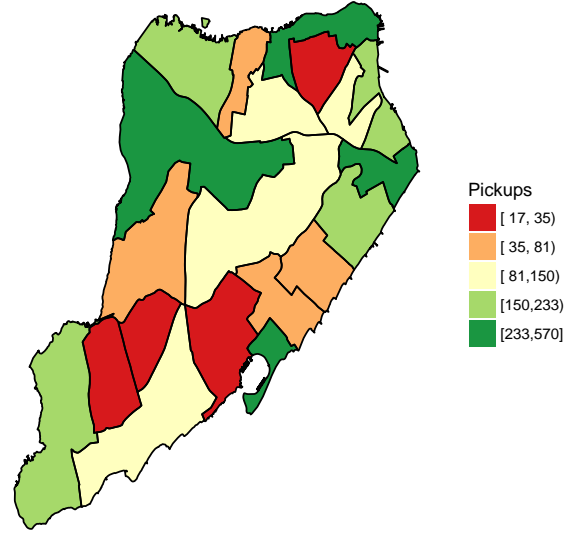 Pickups
[ 17, 35)
[ 35, 81)
[ 81,150)
[150,233)
[233,570]